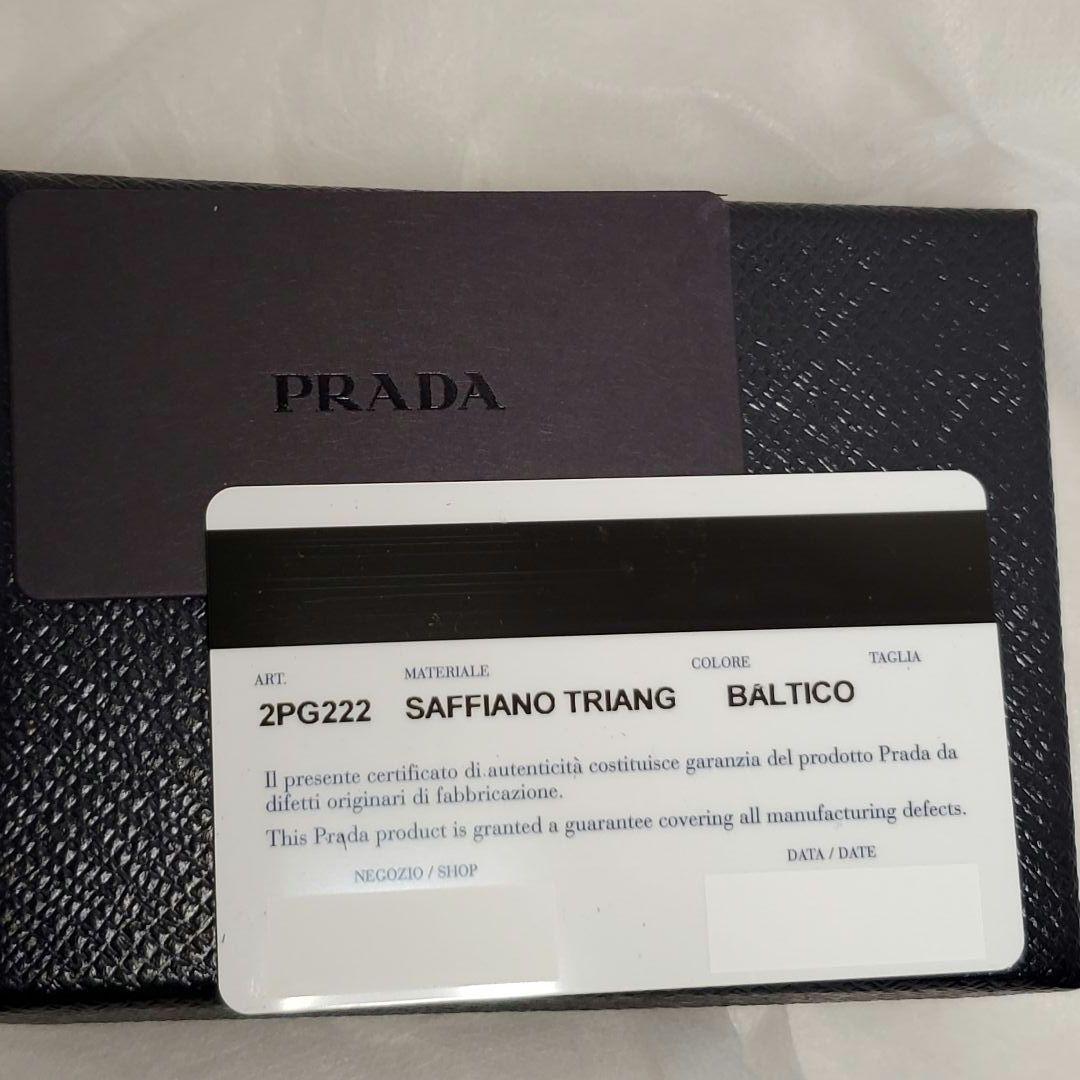 PRADA
ART. MATERIALE COLORE TAGLIA
2PG222 SAFFIANO TRIANG BALTICO
Il presente certificato di autenticità costituisce garanzia del prodotto Prada da
difetti originari di fabbricazione.
This Prada product is granted a guarantee covering all manufacturing defects.
NEGOZIO / SHOP DATA / DATE